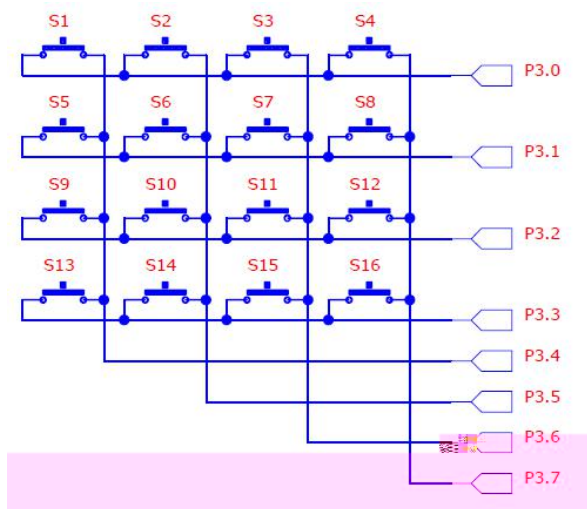 S1 S2 S3 S4
P3.0
S5 S6 S7 S8
P3.1
S9 S10 S11 S12
P3.2
S13 S14 S15 S16
P3.3
P3.4
P3.5
P3.6
P3.7